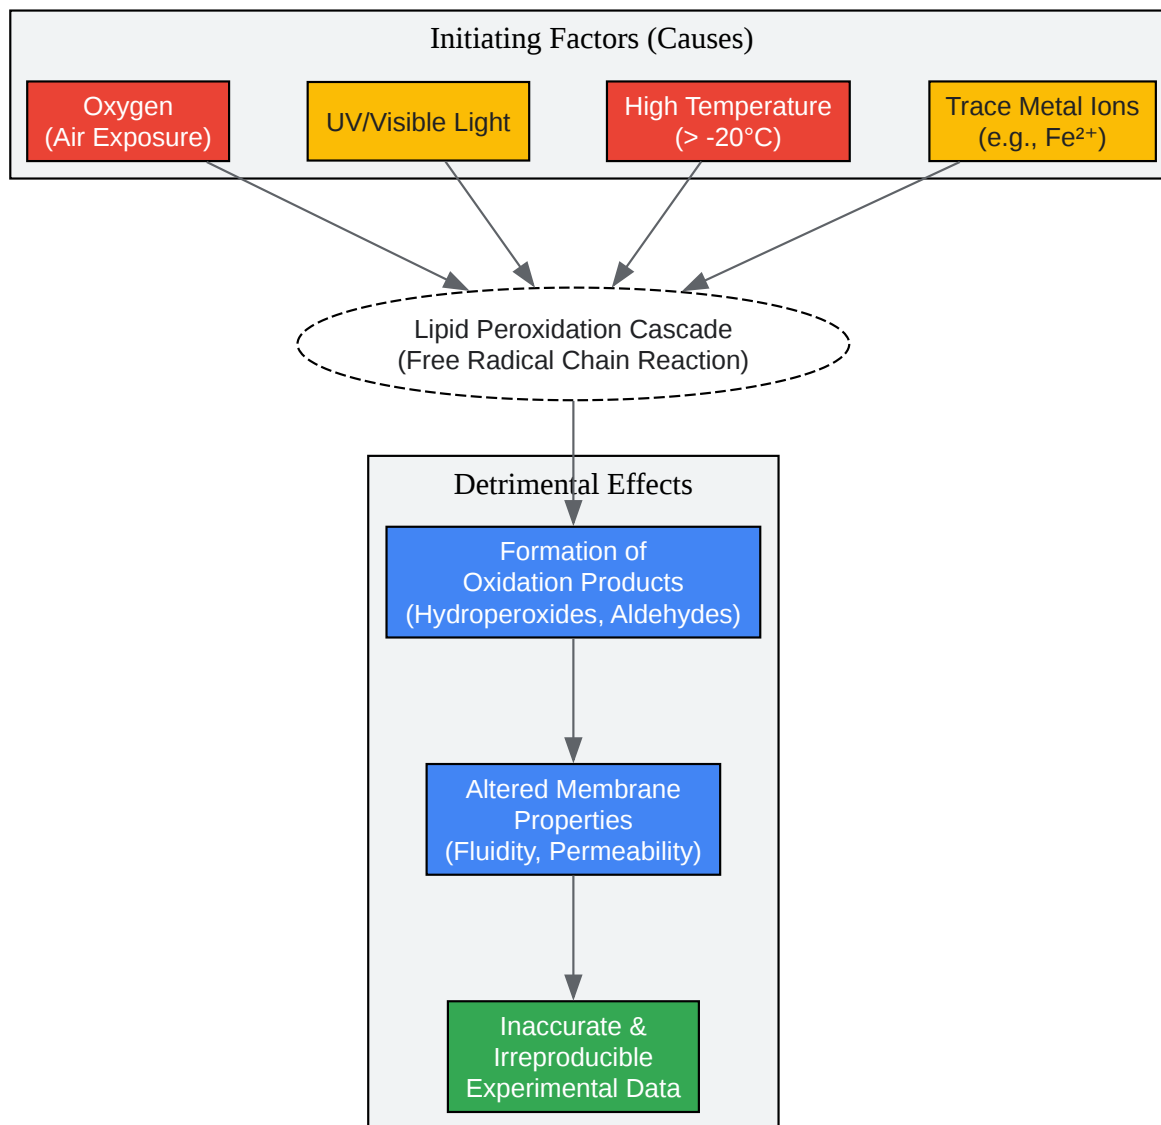 Initiating Factors (Causes)
Oxygen
(Air Exposure)
UV/Visible Light
High Temperature
(> -20°C)
Trace Metal Ions
(e.g., Fe²⁺)
Lipid Peroxidation Cascade
(Free Radical Chain Reaction)
Detrimental Effects
Formation of
Oxidation Products
(Hydroperoxides, Aldehydes)
Altered Membrane
Properties
(Fluidity, Permeability)
Inaccurate &
Irreproducible
Experimental Data